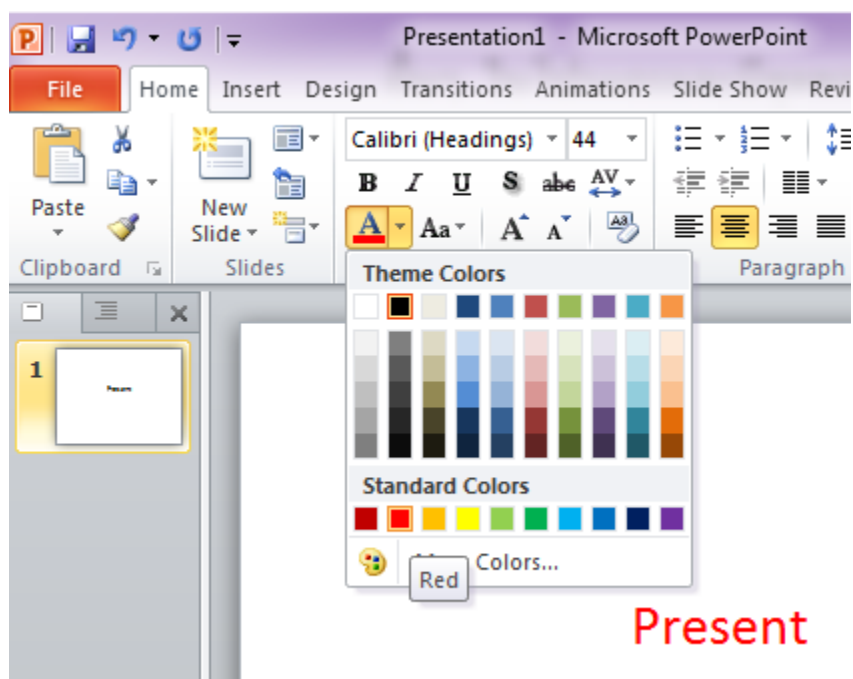 Presentation1 - Microsoft PowerPoint
File Home Insert Design Transitions Animations Slide Show
Calibri (Headings) 44
B I U S abc AV
Paste
New
Slide
A Aa A A
Clipboard Slides Paragraph
Theme Colors
1
Standard Colors
Colors...
Red
Present